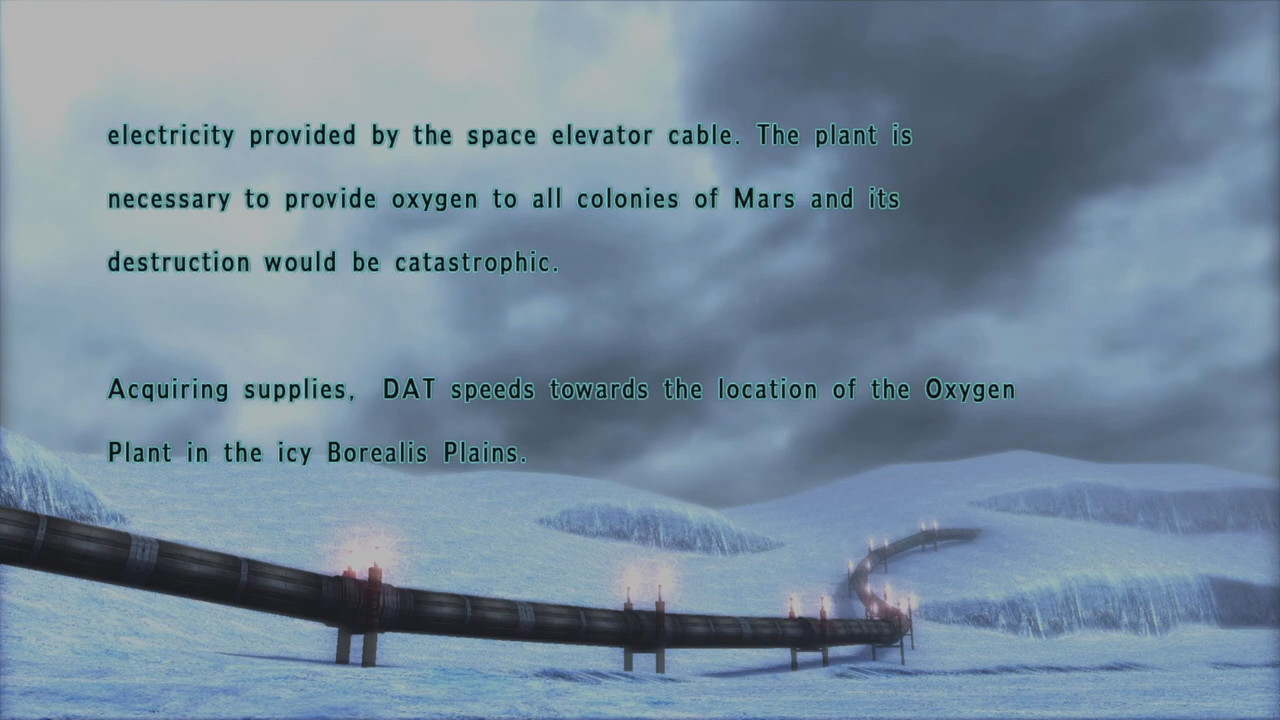 electricity provided by the space elevator cable. The plant is
necessary to provide oxygen to all colonies of Mars and its
destruction would be catastrophic.
Acquiring supplies, DAT speeds towards the location of the Oxygen
Plant in the icy Borealis Plains.